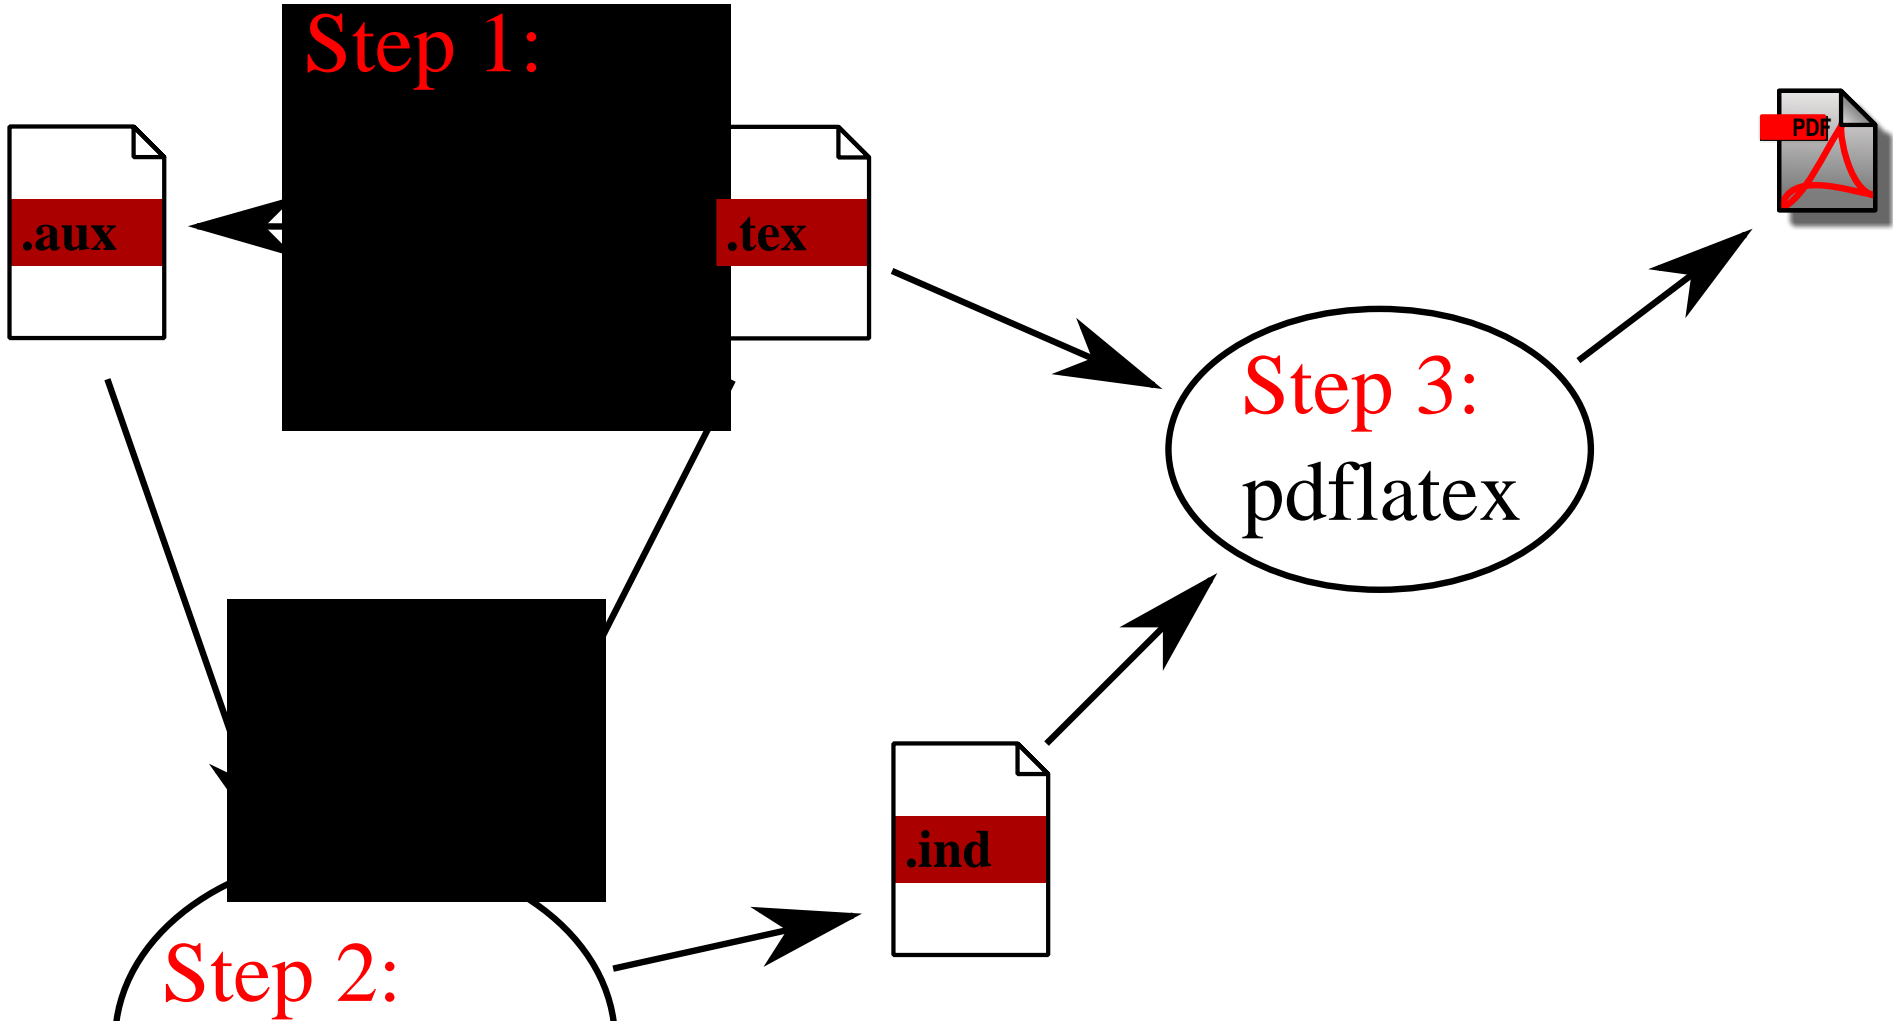 Step 1:
.aux
.tex
PDF
Step 3:
pdflatex
.ind
Step 2: